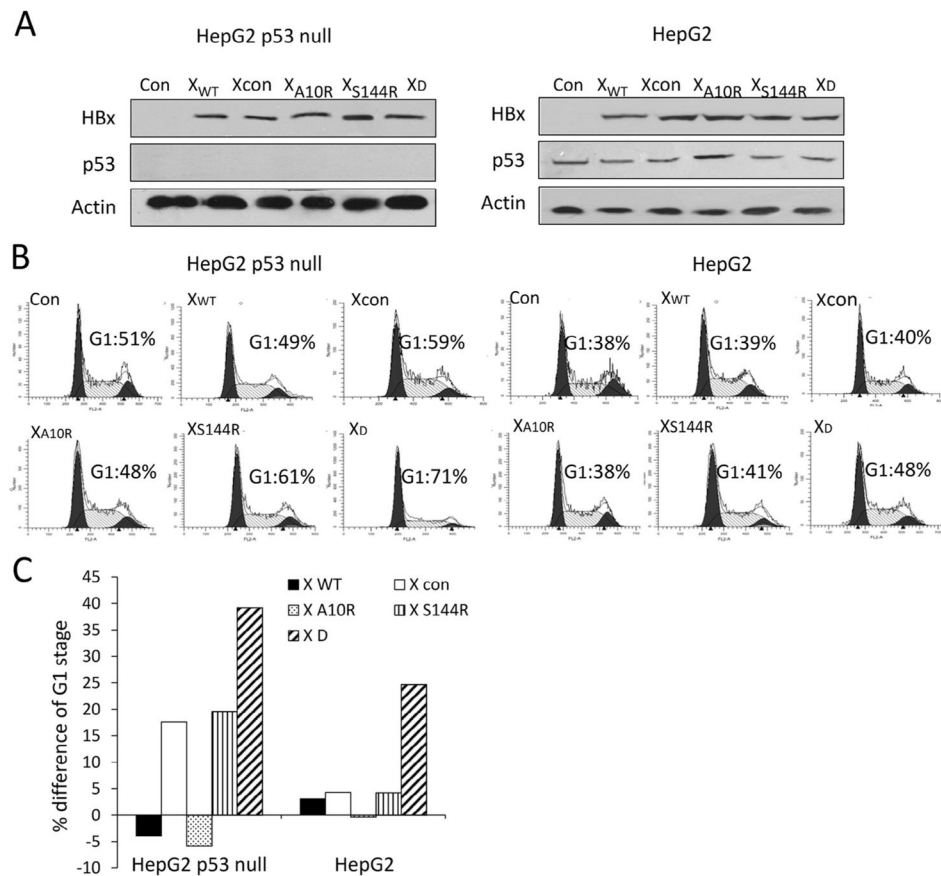 A
HepG2 p53 null
HepG2
Con XWT Xcon XA10R XS144R XD
Con XWT Xcon XA10R XS144R XD
HBx
HBx
p53
p53
Actin
Actin
B
HepG2 p53 null
HepG2
Con
XWT
Xcon
Con
XWT
Xcon
G1:51%
G1:49%
G1:59%
G1:38%
G1:39%
G1:40%
XA10R
XS144R
XD
XA10R
XS144R
XD
G1:48%
G1:61%
G1:71%
G1:38%
G1:41%
G1:48%
C
% difference of G1 stage
45
40
35
30
25
20
15
10
5
0
-5
-10
X WT
X con
X A10R
X S144R
X D
HepG2 p53 null
HepG2